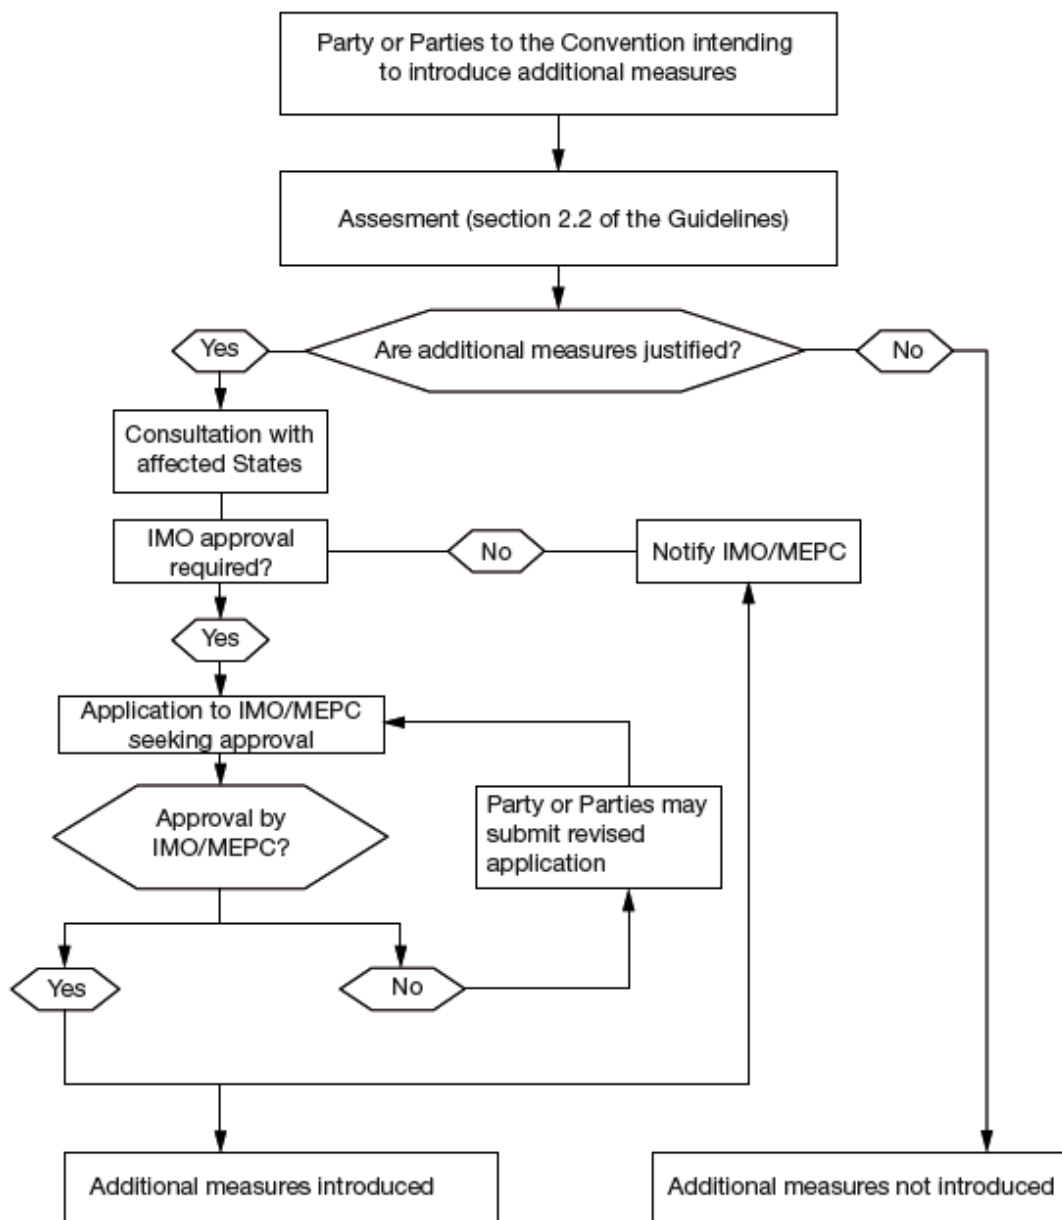 Party or Parties to the Convention intending
to introduce additional measures
Assesment (section 2.2 of the Guidelines)
Yes
Are additional measures justified?
No
Consultation with
affected States
IMO approval
required?
No
Notify IMO/MEPC
Yes
Application to IMO/MEPC
seeking approval
Approval by
IMO/MEPC?
Party or Parties may
submit revised
application
Yes
No
Additional measures introduced
Additional measures not introduced